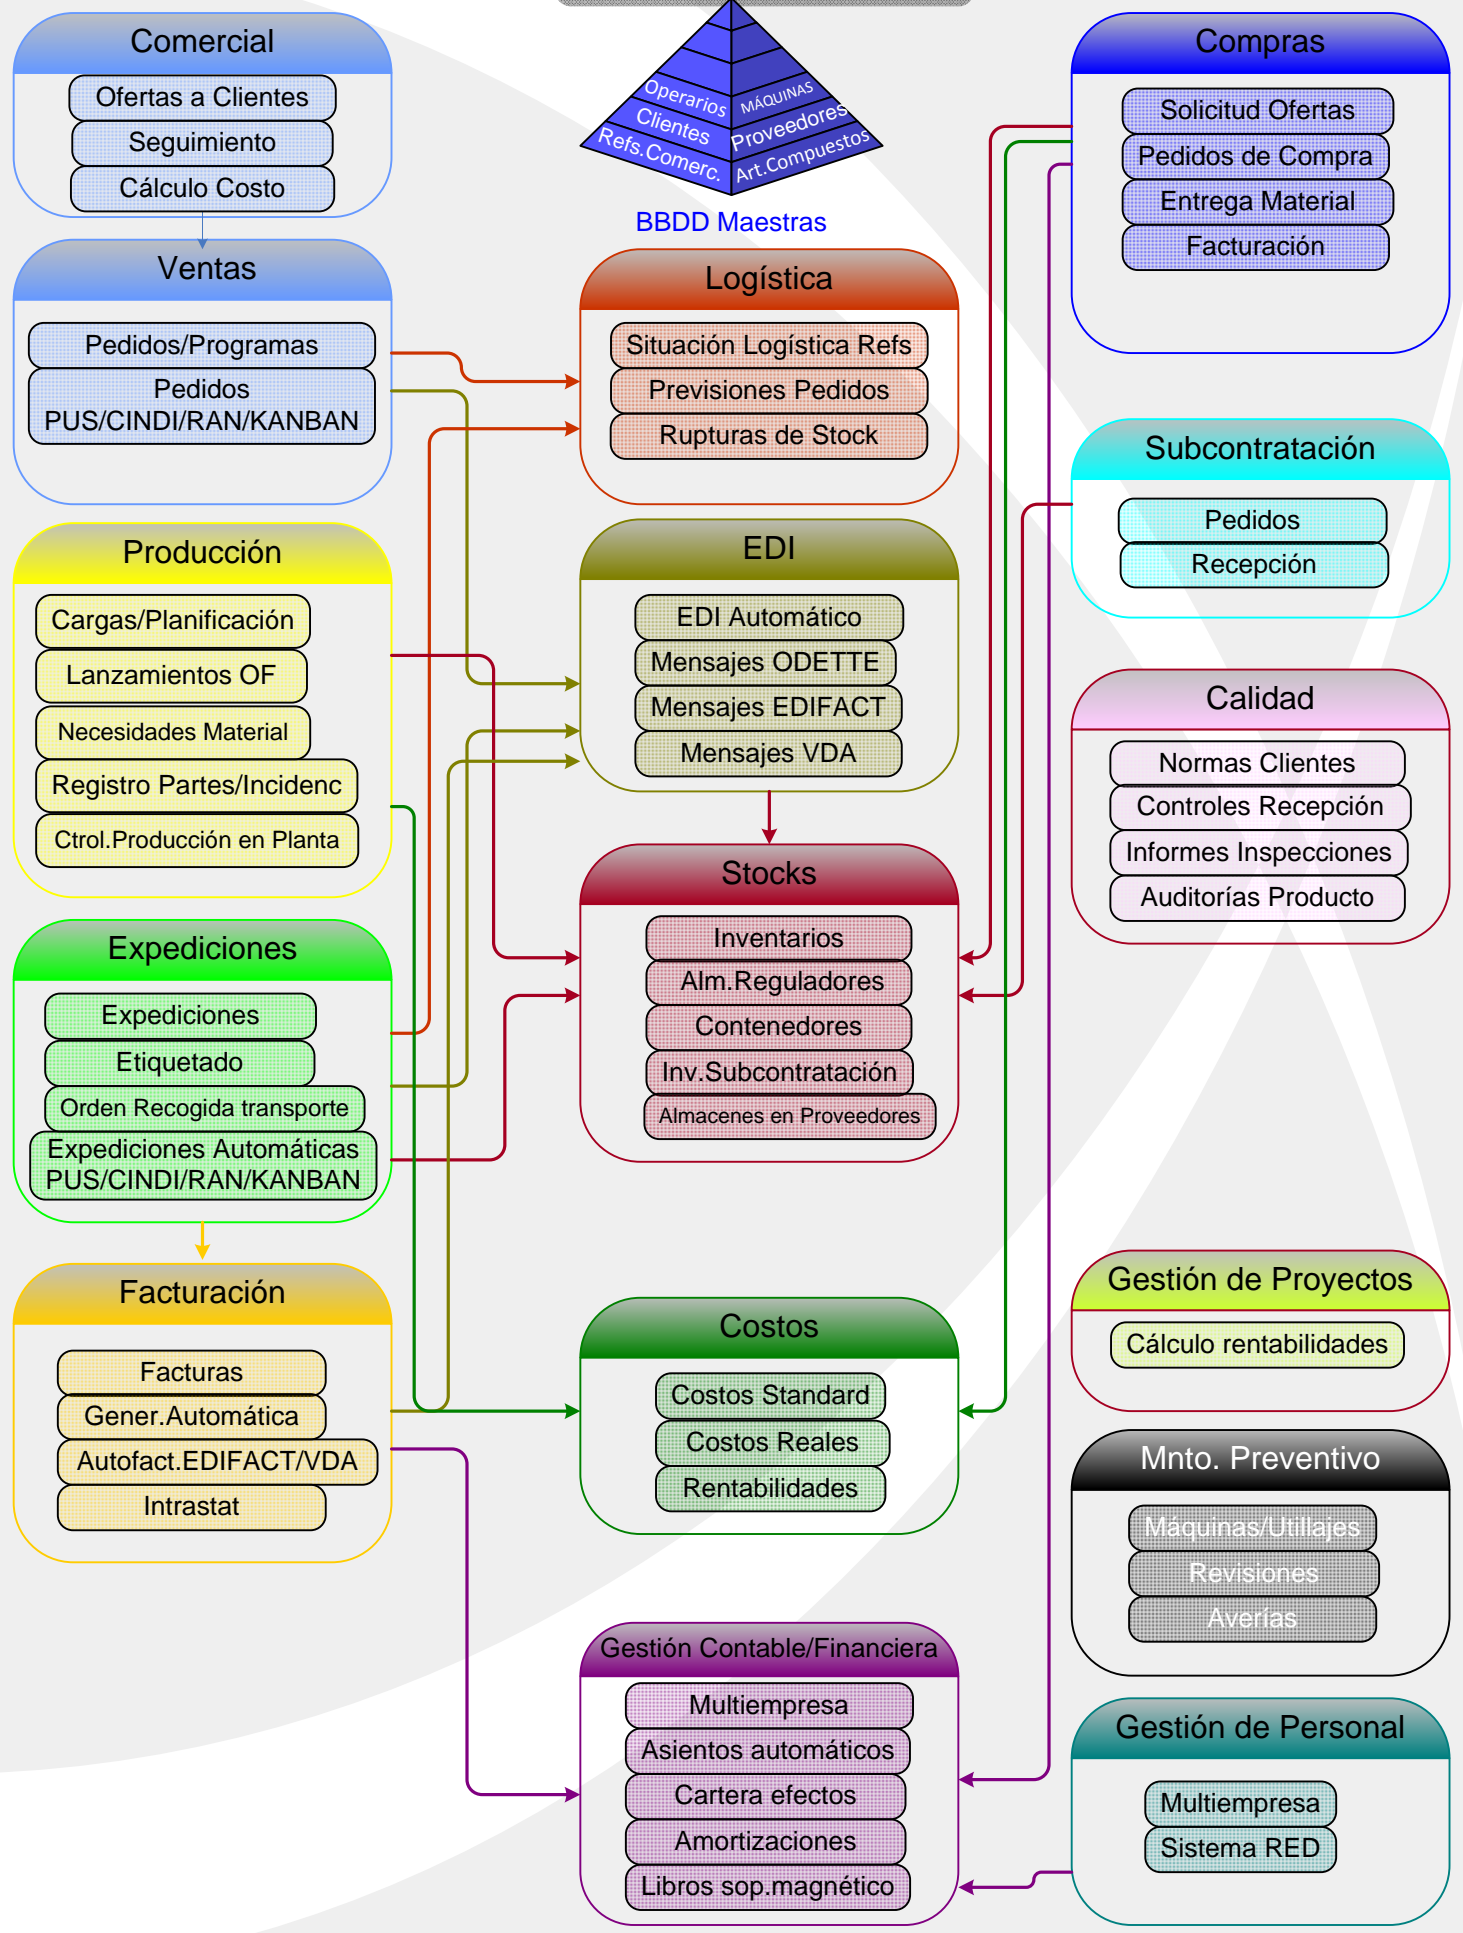 Comercial
Ofertas a Clientes
Seguimiento
Cálculo Costo
Operarios
MÁQUINAS
Clientes
Proveedores
Refs.Comerc.
Art.Compuestos
BBDD Maestras
Compras
Solicitud Ofertas
Pedidos de Compra
Entrega Material
Facturación
Ventas
Pedidos/Programas
Pedidos
PUS/CINDI/RAN/KANBAN
Logística
Situación Logística Refs
Previsiones Pedidos
Rupturas de Stock
Subcontratación
Pedidos
Recepción
Producción
Cargas/Planificación
Lanzamientos OF
Necesidades Material
Registro Partes/Incidenc
Ctrol.Producción en Planta
EDI
EDI Automático
Mensajes ODETTE
Mensajes EDIFACT
Mensajes VDA
Calidad
Normas Clientes
Controles Recepción
Informes Inspecciones
Auditorías Producto
Stocks
Inventarios
Alm.Reguladores
Contenedores
Inv.Subcontratación
Almacenes en Proveedores
Expediciones
Expediciones
Etiquetado
Orden Recogida transporte
Expediciones Automáticas
PUS/CINDI/RAN/KANBAN
Facturación
Facturas
Gener.Automática
Autofact.EDIFACT/VDA
Intrastat
Costos
Costos Standard
Costos Reales
Rentabilidades
Gestión de Proyectos
Cálculo rentabilidades
Mnto. Preventivo
Máquinas/Utillajes
Revisiones
Averías
Gestión Contable/Financiera
Multiempresa
Asientos automáticos
Cartera efectos
Amortizaciones
Libros sop.magnético
Gestión de Personal
Multiempresa
Sistema RED